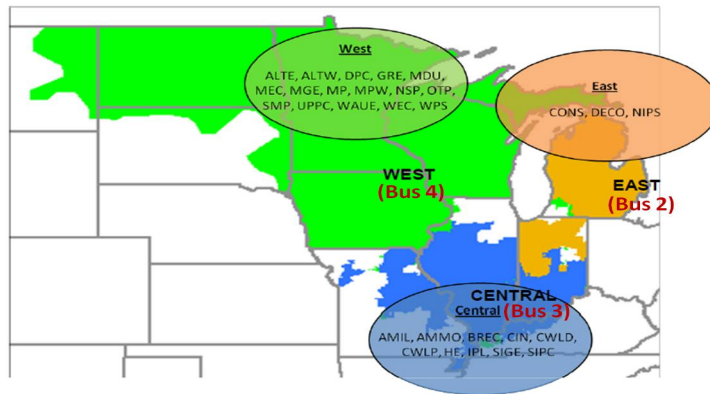 West
ALTE, ALTW, DPC, GRE, MDU,
MEC, MGE, MP, MPW, NSP, OTP,
SMP, UPPC, WAUE, WEC, WPS
East
CONS, DECO, NIPS
WEST
(Bus 4)
EAST
(Bus 2)
CENTRAL
(Bus 3)
Central
AMIL, AMMO, BREC, CIN, CWLD,
CWLP, HE, IPL, SIGE, SIPC